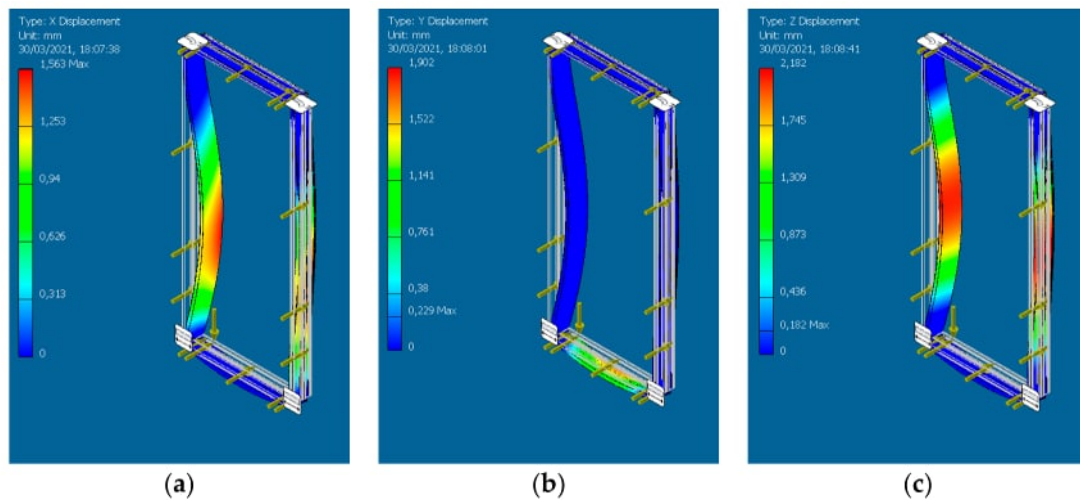 Type: X Displacement
Unit: mm
30/03/2021, 18:07:38
1,563 Max
1,253
0,94
0,626
0,313
0
(a)
Type: Y Displacement
Unit: mm
30/03/2021, 18:08:01
1,902
1,522
1,141
0,761
0,38
0,229 Max
0
(b)
Type: Z Displacement
Unit: mm
30/03/2021, 18:08:41
2,182
1,745
1,309
0,873
0,436
0,182 Max
0
(c)